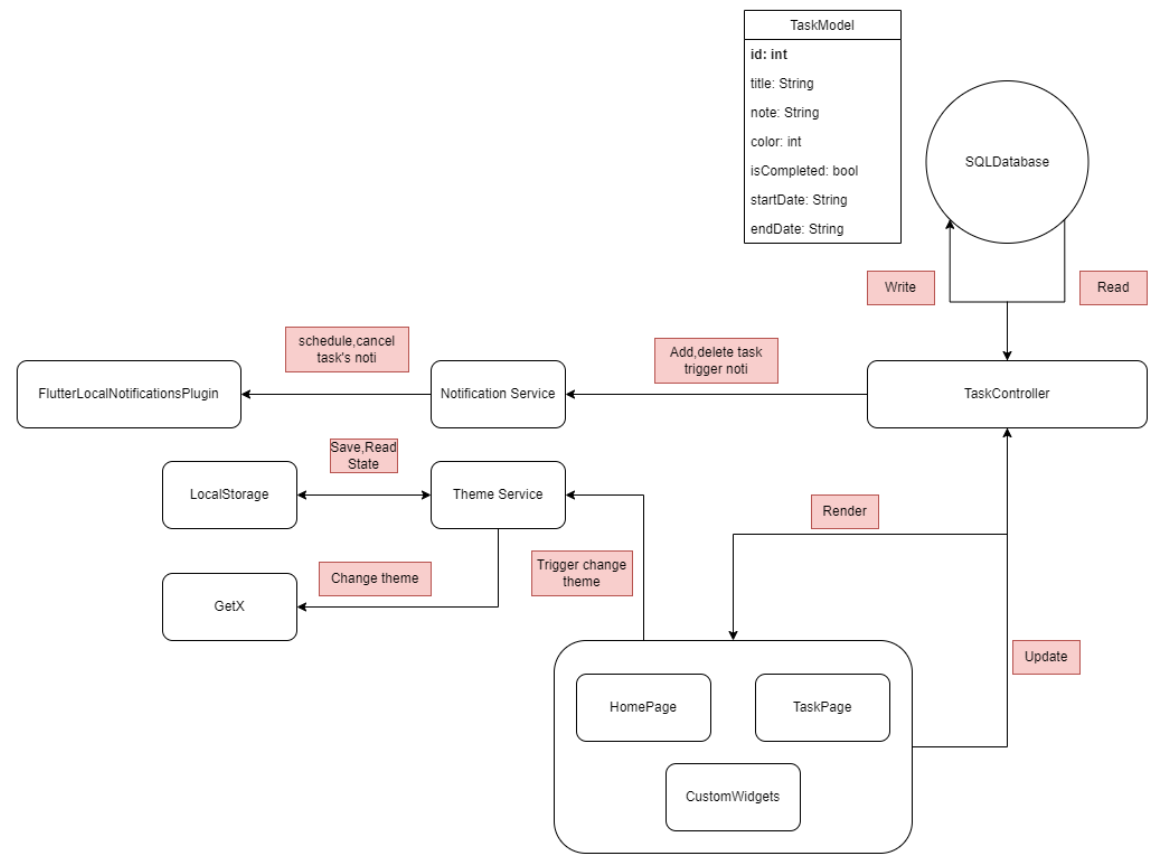 TaskModel
id: int
title: String
note: String
color: int
isCompleted: bool
startDate: String
endDate: String
SQLDatabase
Write
Read
schedule,cancel
task's noti
Add,delete task
trigger noti
FlutterLocalNotificationsPlugin
Notification Service
TaskController
Save,Read
State
LocalStorage
Theme Service
Render
Change theme
Trigger change
theme
GetX
Update
HomePage
TaskPage
CustomWidgets